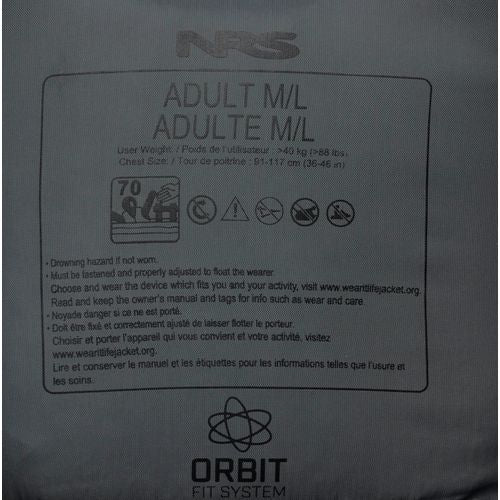 NRS
ADULT M/L
ADULTE M/L
User Weight: / Poids de l'utilisateur : >40 kg (>88 lbs)
Chest Size: / Tour de poitrine : 91-117 cm (36-46 in)
70
• Drowning hazard if not worn.
• Must be fastened and properly adjusted to float the wearer.
Choose and wear the device which fits you and your activity, visit www.wearitlifejacket.org.
Read and keep the owner's manual and tags for info such as wear and care.
• Noyade danger si ce ne est porté.
• Doit être fixé et correctement ajusté de laisser flotter le porteur.
Choisir et porter l'appareil qui vous convient et votre activité, visitez
www.wearitlifejacket.org.
Lire et conserver le manuel et les étiquettes pour les informations telles que l'usure et
les soins.
ORBIT
FIT SYSTEM